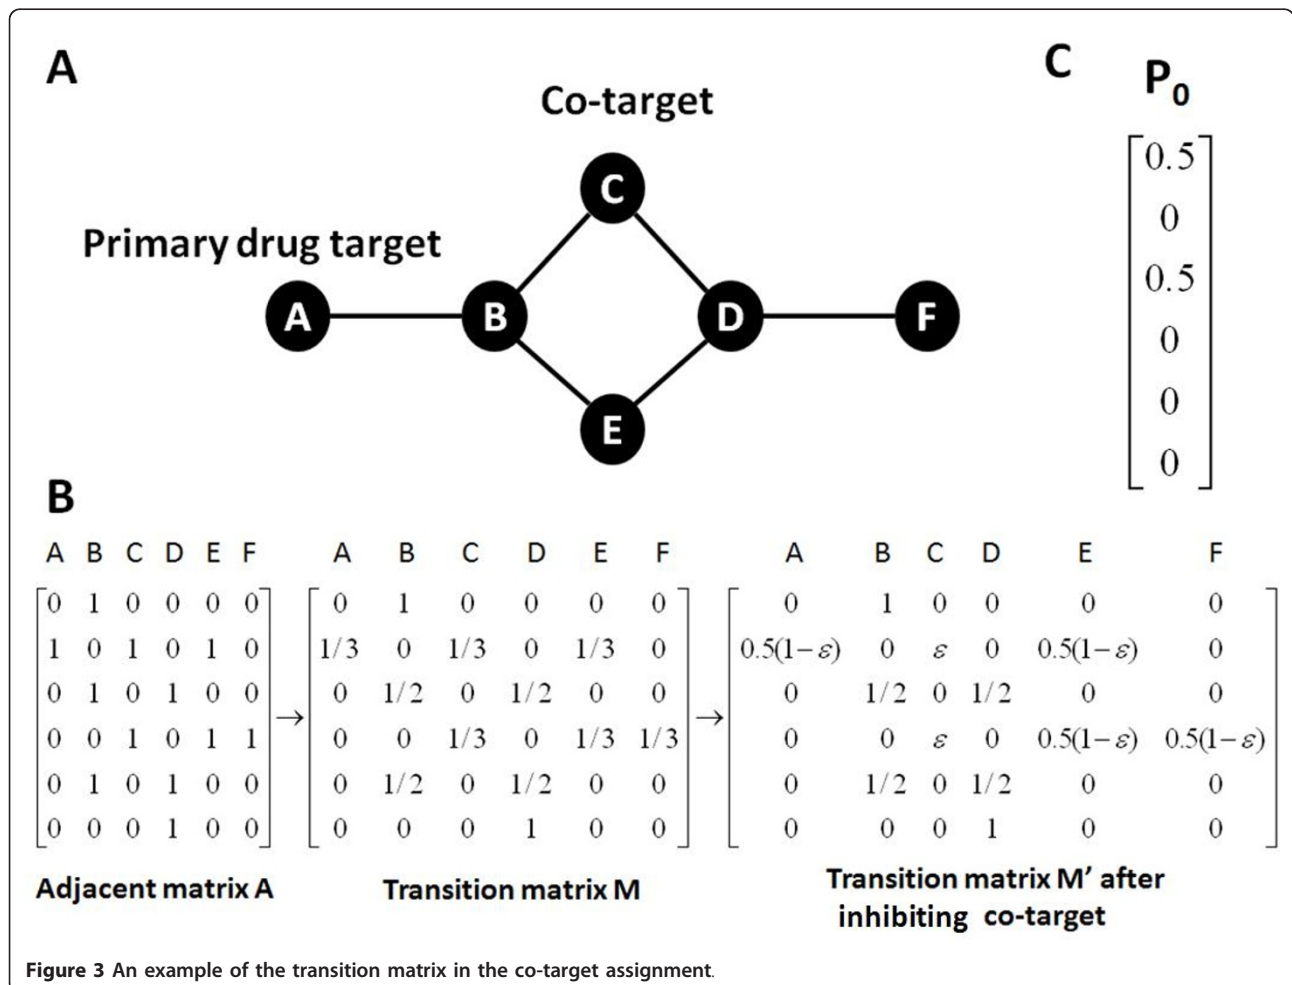 A
Co-target
C
Primary drug target
A
B
D
F
E
C
P0
0.5
0
0.5
0
0
0
B
A B C D E F
0 1 0 0 0 0
1 0 1 0 1 0
0 1 0 1 0 0
0 0 1 0 1 1
0 1 0 1 0 0
0 0 0 1 0 0
Adjacent matrix A
→
A B C D E F
0 1 0 0 0 0
1/3 0 1/3 0 1/3 0
0 1/2 0 1/2 0 0
0 0 1/3 0 1/3 1/3
0 1/2 0 1/2 0 0
0 0 0 1 0 0
Transition matrix M
→
A B C D E F
0 1 0 0 0 0
0.5(1−ε) 0 ε 0 0.5(1−ε) 0
0 1/2 0 1/2 0 0
0 0 ε 0 0.5(1−ε) 0.5(1−ε)
0 1/2 0 1/2 0 0
0 0 0 1 0 0
Transition matrix M′ after
inhibiting co-target
Figure 3 An example of the transition matrix in the co-target assignment.